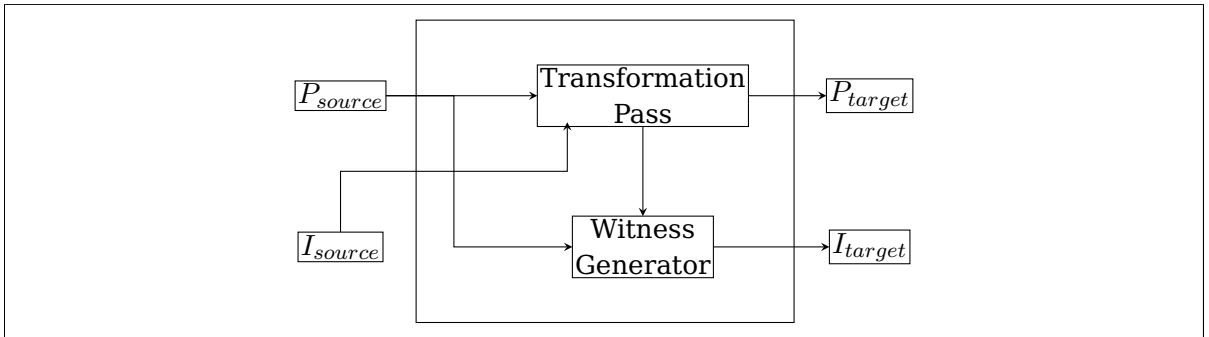 P_source
Transformation
Pass
P_target
I_source
Witness
Generator
I_target